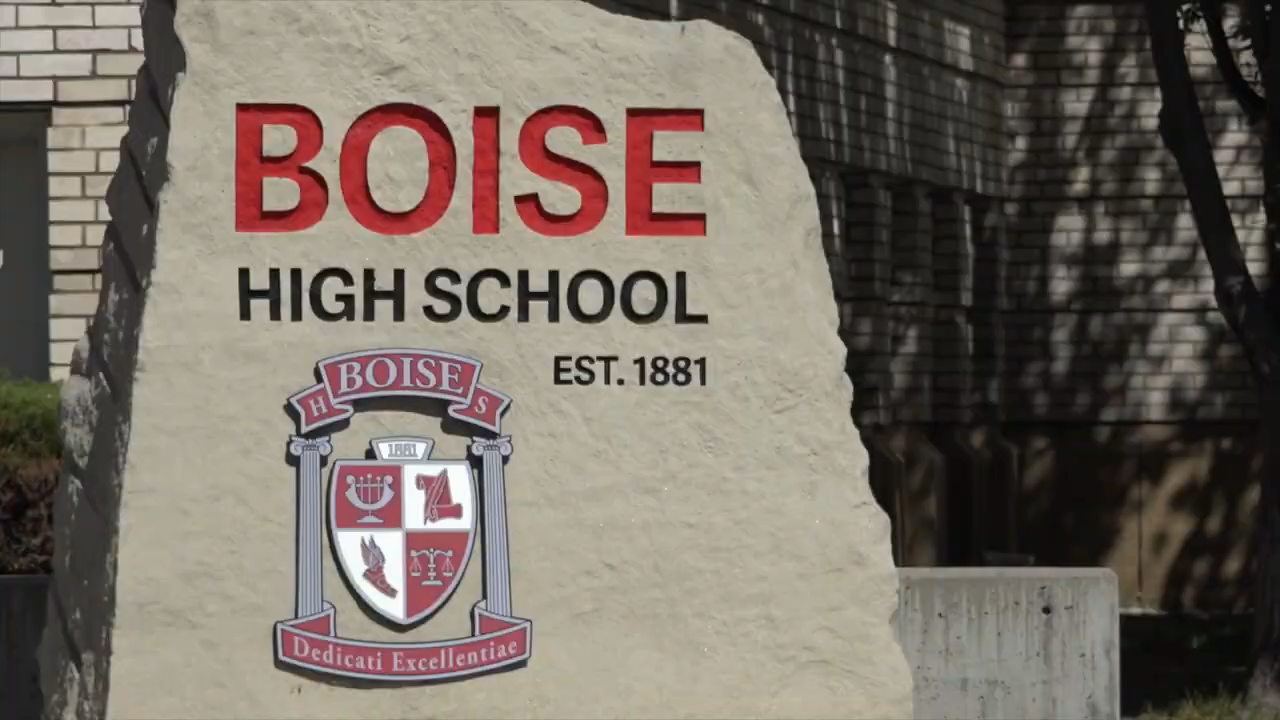 BOISE
HIGH SCHOOL
EST. 1881
BOISE
H S
1881
Dedicati Excellentiae